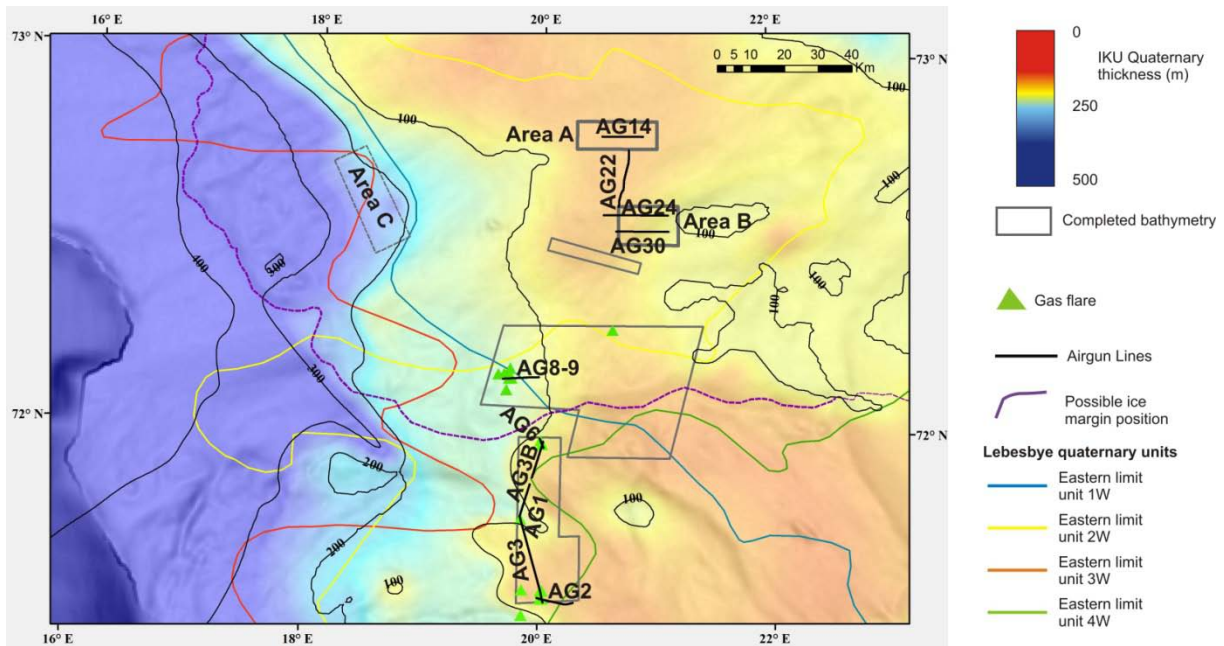 16° E
18° E
20° E
22° E
73° N
73° N
0 5 10 20 30 40
Km
100
100
Area A
AG14
AG22
Area C
AG24
Area B
100
100
AG30
400
300
100
100
300
AG8-9
72° N
72° N
AG6
AG3B
200
AG1
100
200
AG3
100
AG2
16° E
18° E
20° E
22° E
0
IKU Quaternary
thickness (m)
250
500
Completed bathymetry
Gas flare
Airgun Lines
Possible ice
margin position
Lebesbye quaternary units
Eastern limit
unit 1W
Eastern limit
unit 2W
Eastern limit
unit 3W
Eastern limit
unit 4W